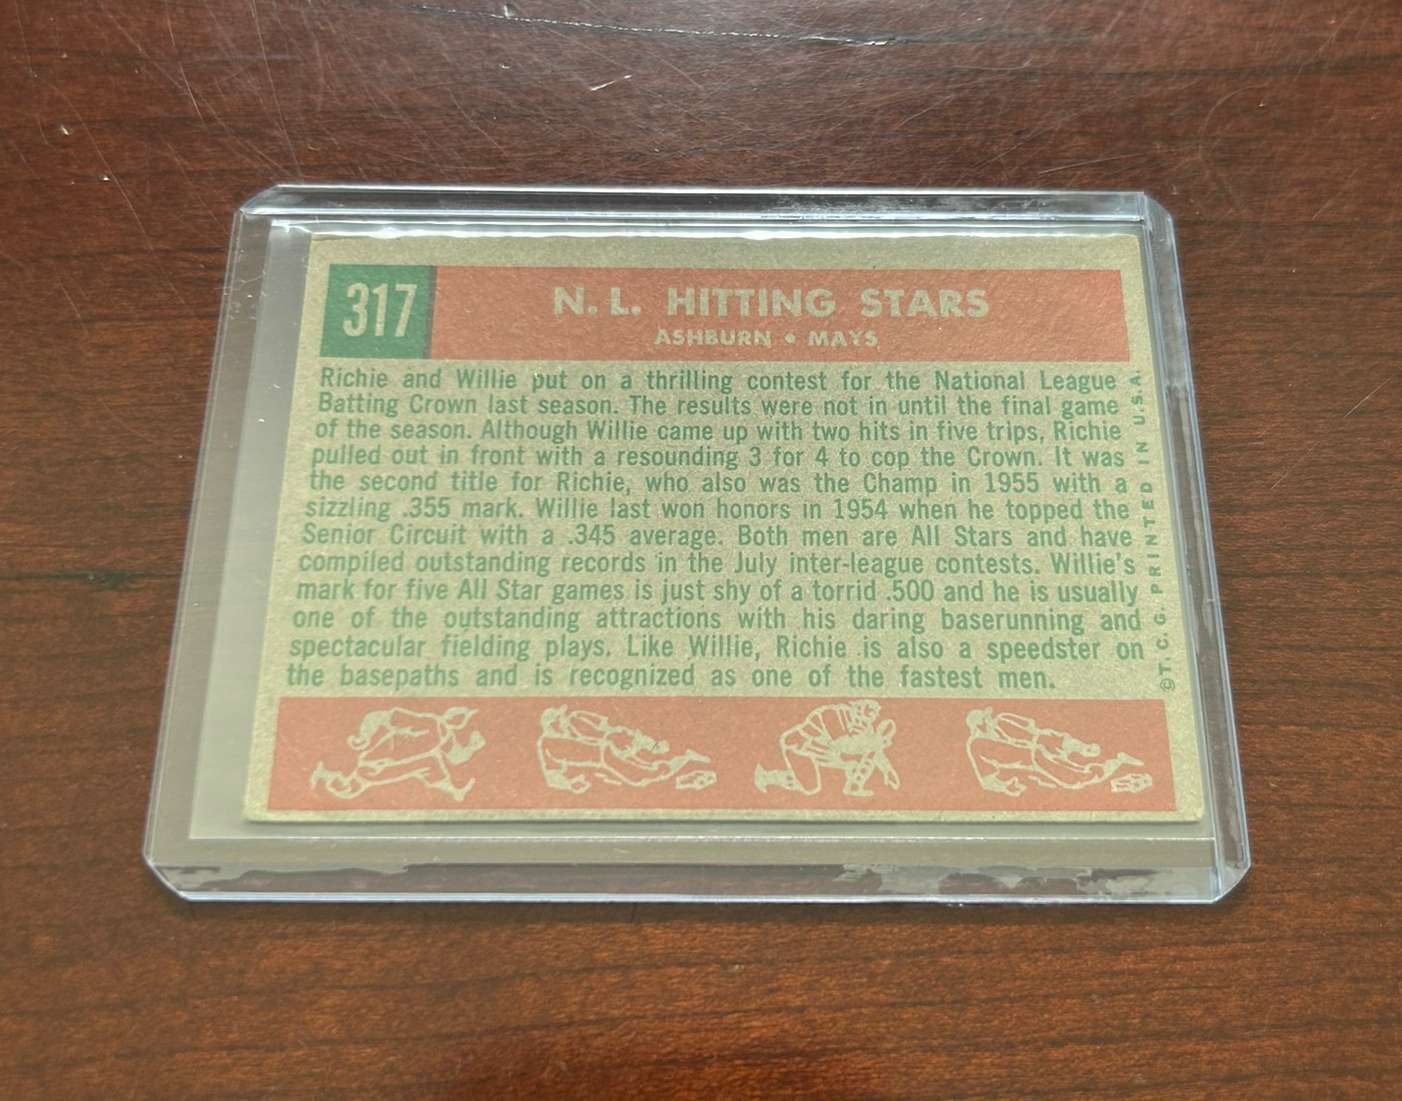 317
N. L. HITTING STARS
ASHBURN • MAYS
Richie and Willie put on a thrilling contest for the National League
Batting Crown last season. The results were not in until the final game
of the season. Although Willie came up with two hits in five trips, Richie
pulled out in front with a resounding 3 for 4 to cop the Crown. It was
the second title for Richie, who also was the Champ in 1955 with a
sizzling .355 mark. Willie last won honors in 1954 when he topped the
Senior Circuit with a .345 average. Both men are All Stars and have
compiled outstanding records in the July inter-league contests. Willie's
mark for five All Star games is just shy of a torrid .500 and he is usually
one of the outstanding attractions with his daring baserunning and
spectacular fielding plays. Like Willie, Richie is also a speedster on
the basepaths and is recognized as one of the fastest men.
©T. C. G. PRINTED IN U.S.A.